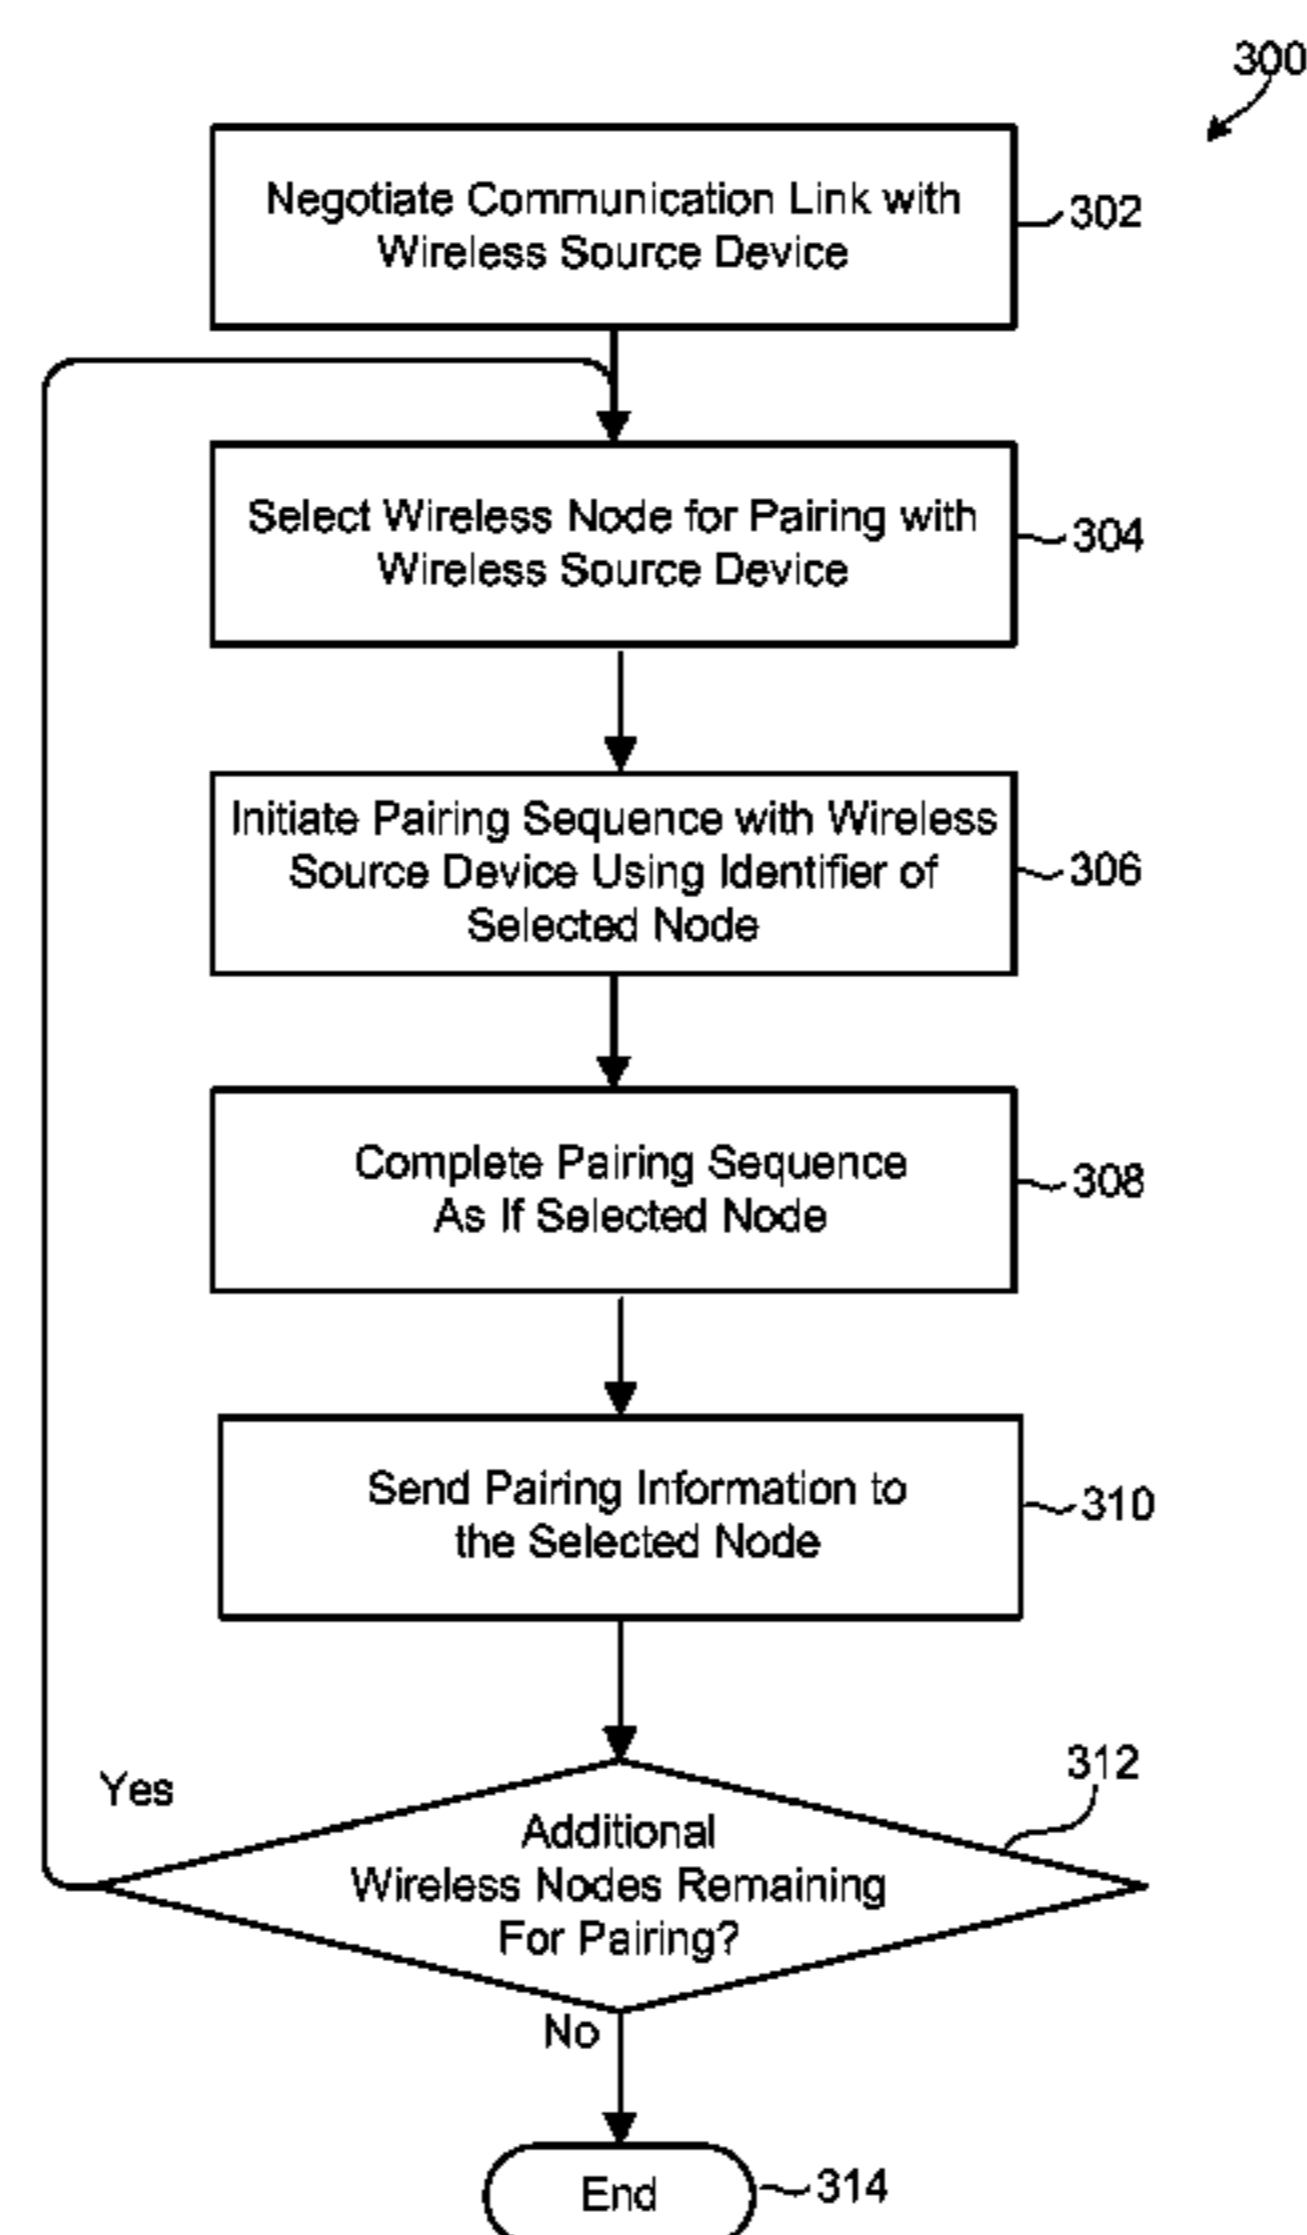 300
Negotiate Communication Link with
Wireless Source Device
302
Select Wireless Node for Pairing with
Wireless Source Device
304
Initiate Pairing Sequence with Wireless
Source Device Using Identifier of
Selected Node
306
Complete Pairing Sequence
As If Selected Node
308
Send Pairing Information to
the Selected Node
310
Yes
312
Additional
Wireless Nodes Remaining
For Pairing?
No
End
314